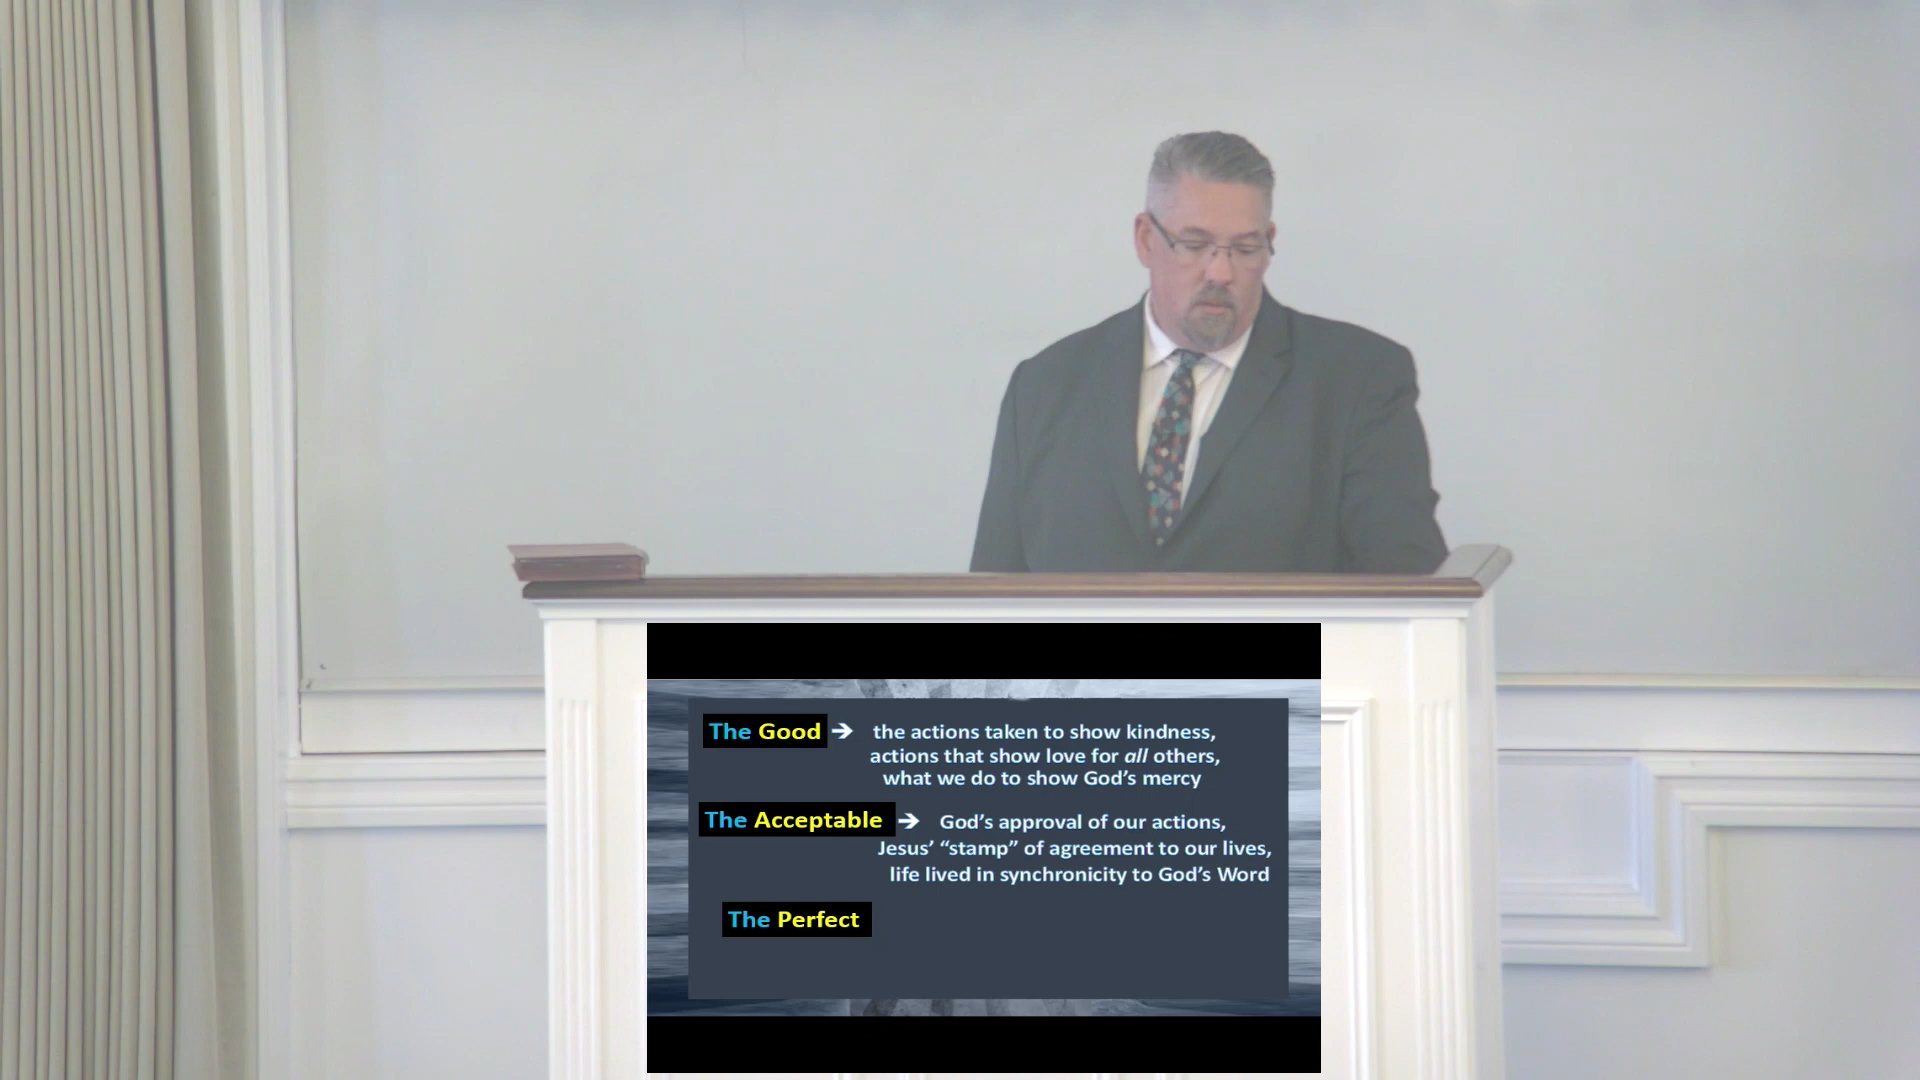 The Good → the actions taken to show kindness,
actions that show love for all others,
what we do to show God's mercy
The Acceptable → God's approval of our actions,
Jesus' “stamp” of agreement to our lives,
life lived in synchronicity to God's Word
The Perfect